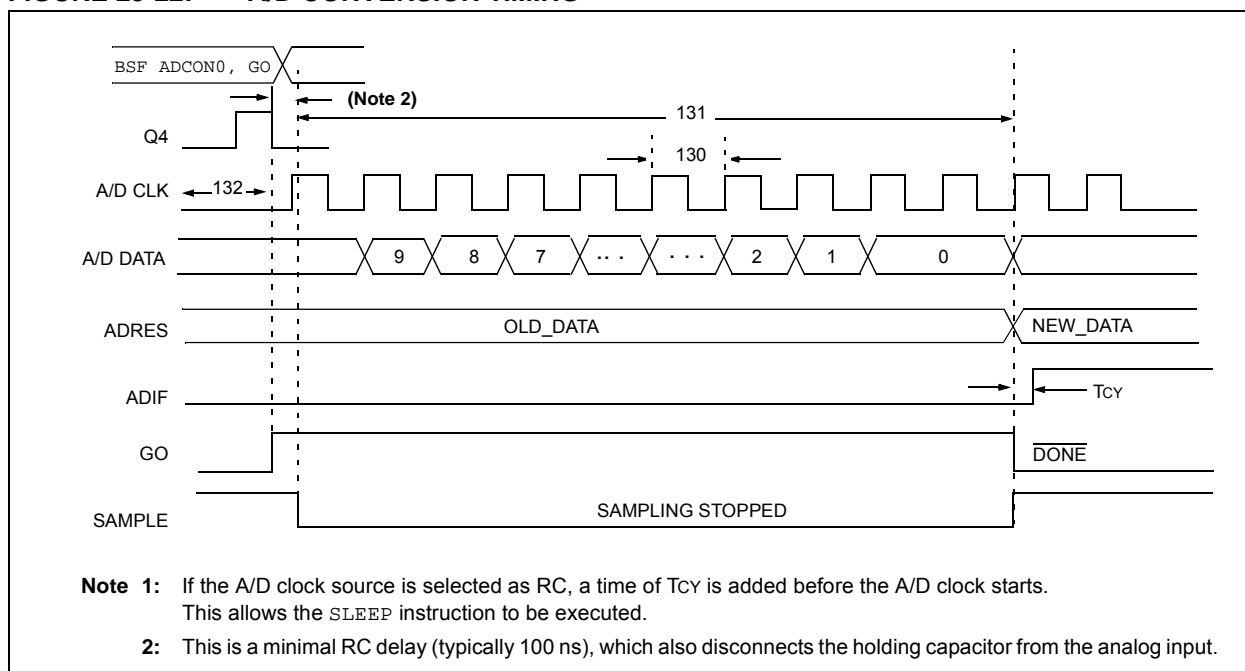 BSF ADCON0, GO
(Note 2)
131
Q4
130
A/D CLK
132
A/D DATA
9 8 7 ... ... 2 1 0
ADRES
OLD_DATA
NEW_DATA
ADIF
TCY
GO
DONE
SAMPLE
SAMPLING STOPPED
Note 1: If the A/D clock source is selected as RC, a time of TCY is added before the A/D clock starts.
This allows the SLEEP instruction to be executed.
2: This is a minimal RC delay (typically 100 ns), which also disconnects the holding capacitor from the analog input.